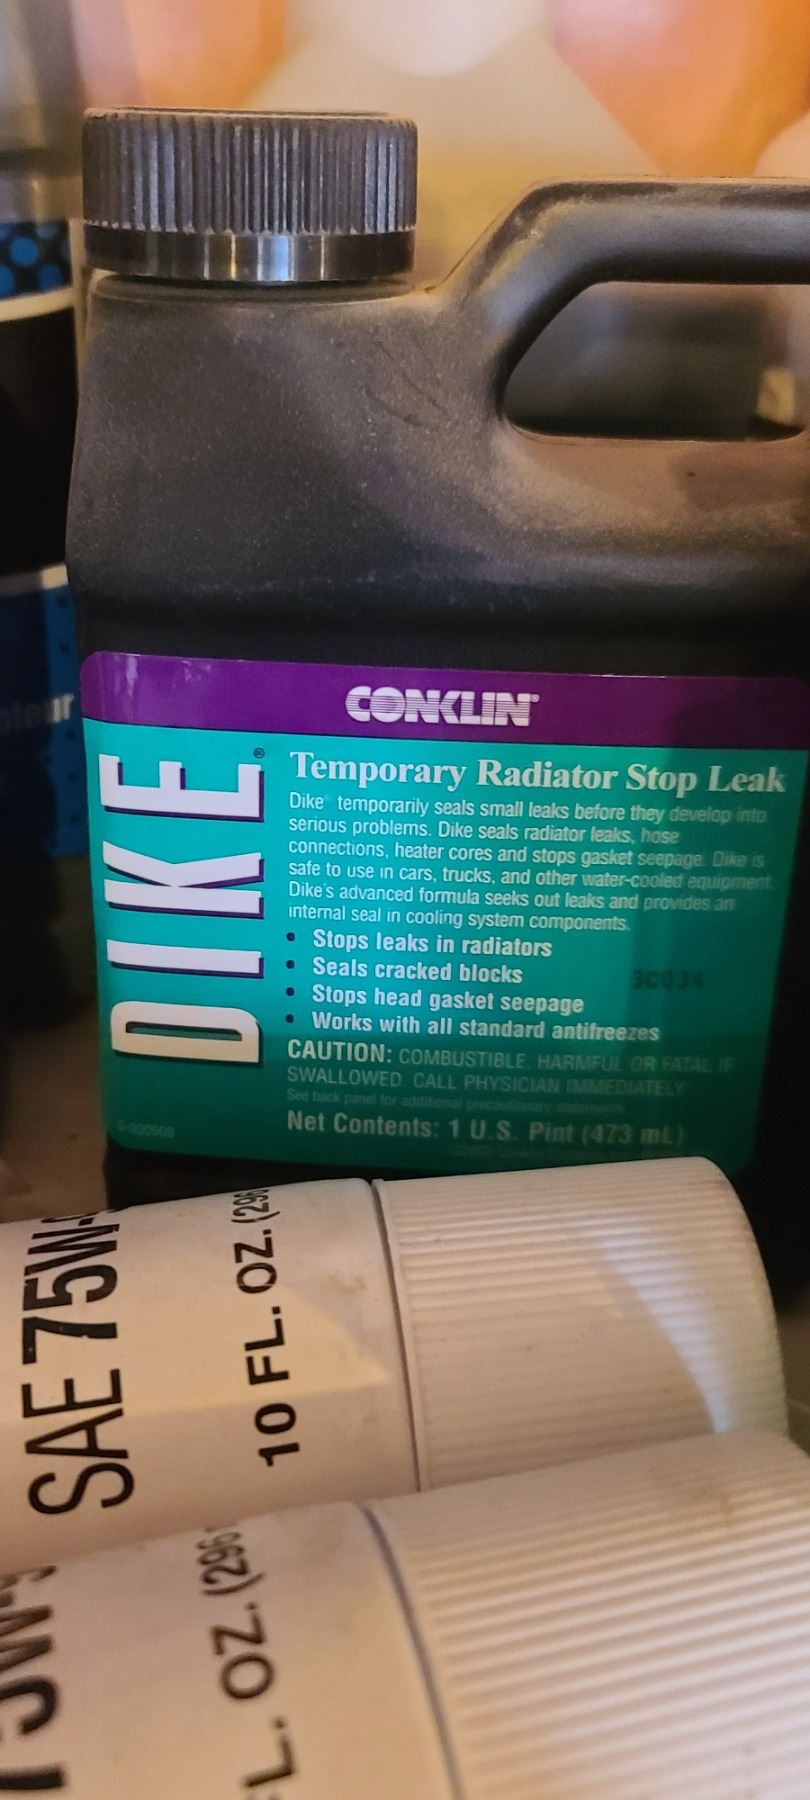 CONKLIN®
DIKE®
Temporary Radiator Stop Leak
Dike® temporarily seals small leaks before they develop into
serious problems. Dike seals radiator leaks, hose
connections, heater cores and stops gasket seepage. Dike is
safe to use in cars, trucks, and other water-cooled equipment.
Dike's advanced formula seeks out leaks and provides an
internal seal in cooling system components.
• Stops leaks in radiators
• Seals cracked blocks
• Stops head gasket seepage
• Works with all standard antifreezes
3C034
CAUTION: COMBUSTIBLE. HARMFUL OR FATAL IF
SWALLOWED. CALL PHYSICIAN IMMEDIATELY
See back panel for additional precautionary statements.
Net Contents: 1 U.S. Pint (473 mL)
SAE 75W-
10 FL. OZ. (296
75W-9
FL. OZ. (296